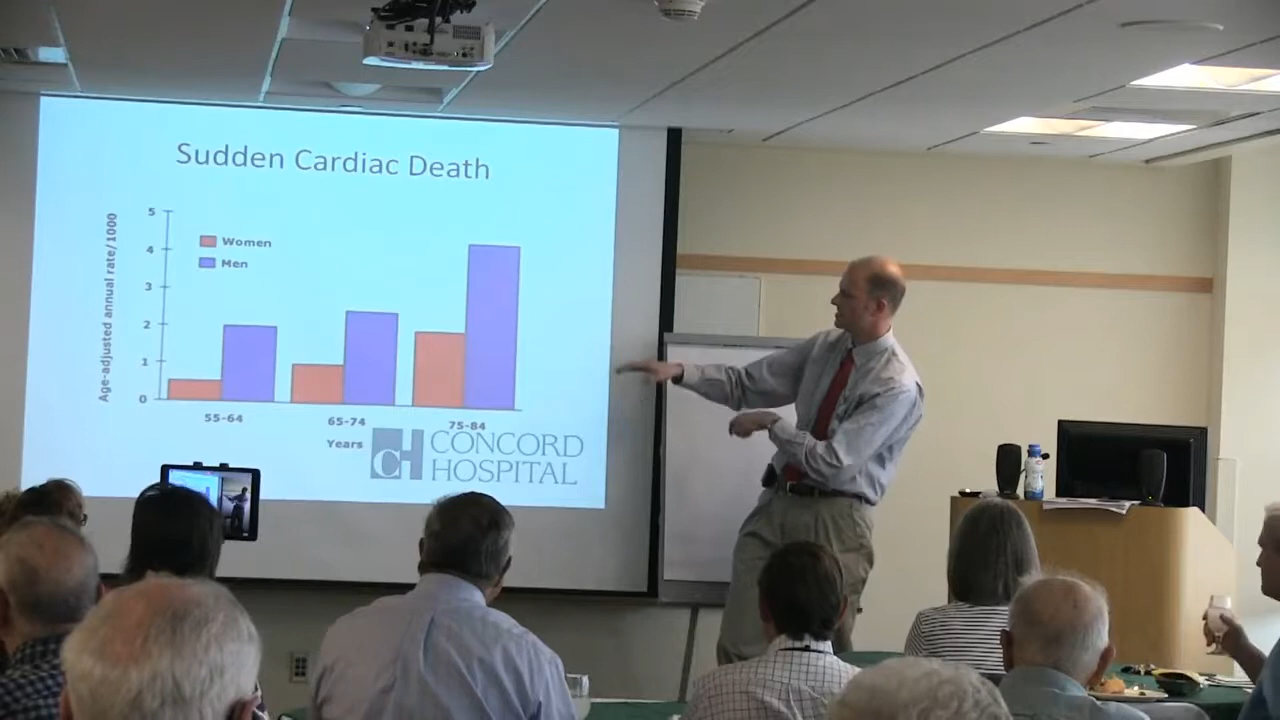 Sudden Cardiac Death
Age-adjusted annual rate/1000
5
4
3
2
1
0
Women
Men
55-64
65-74
75-84
Years
CH
CONCORD
HOSPITAL